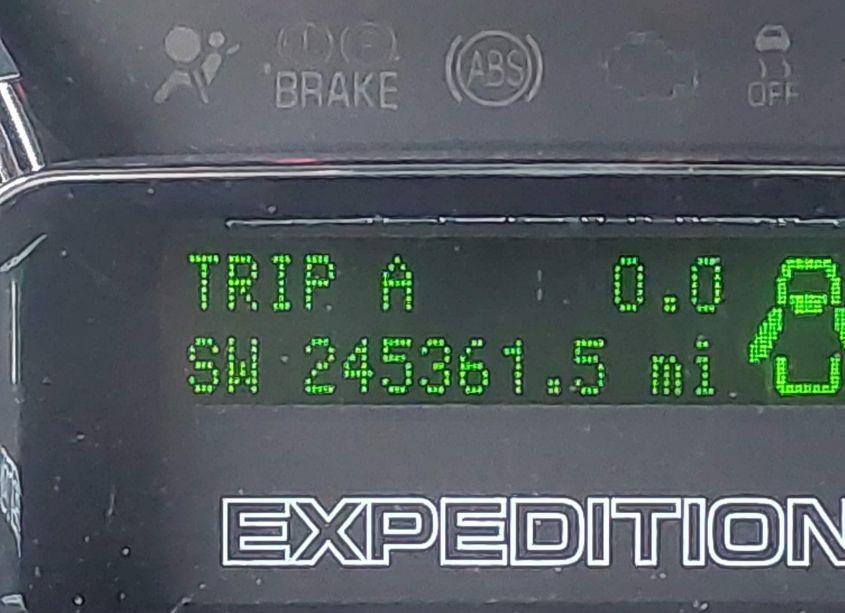 BRAKE
ABS
OFF
TRIP A 0.0
SW 245361.5 mi
EXPEDITION